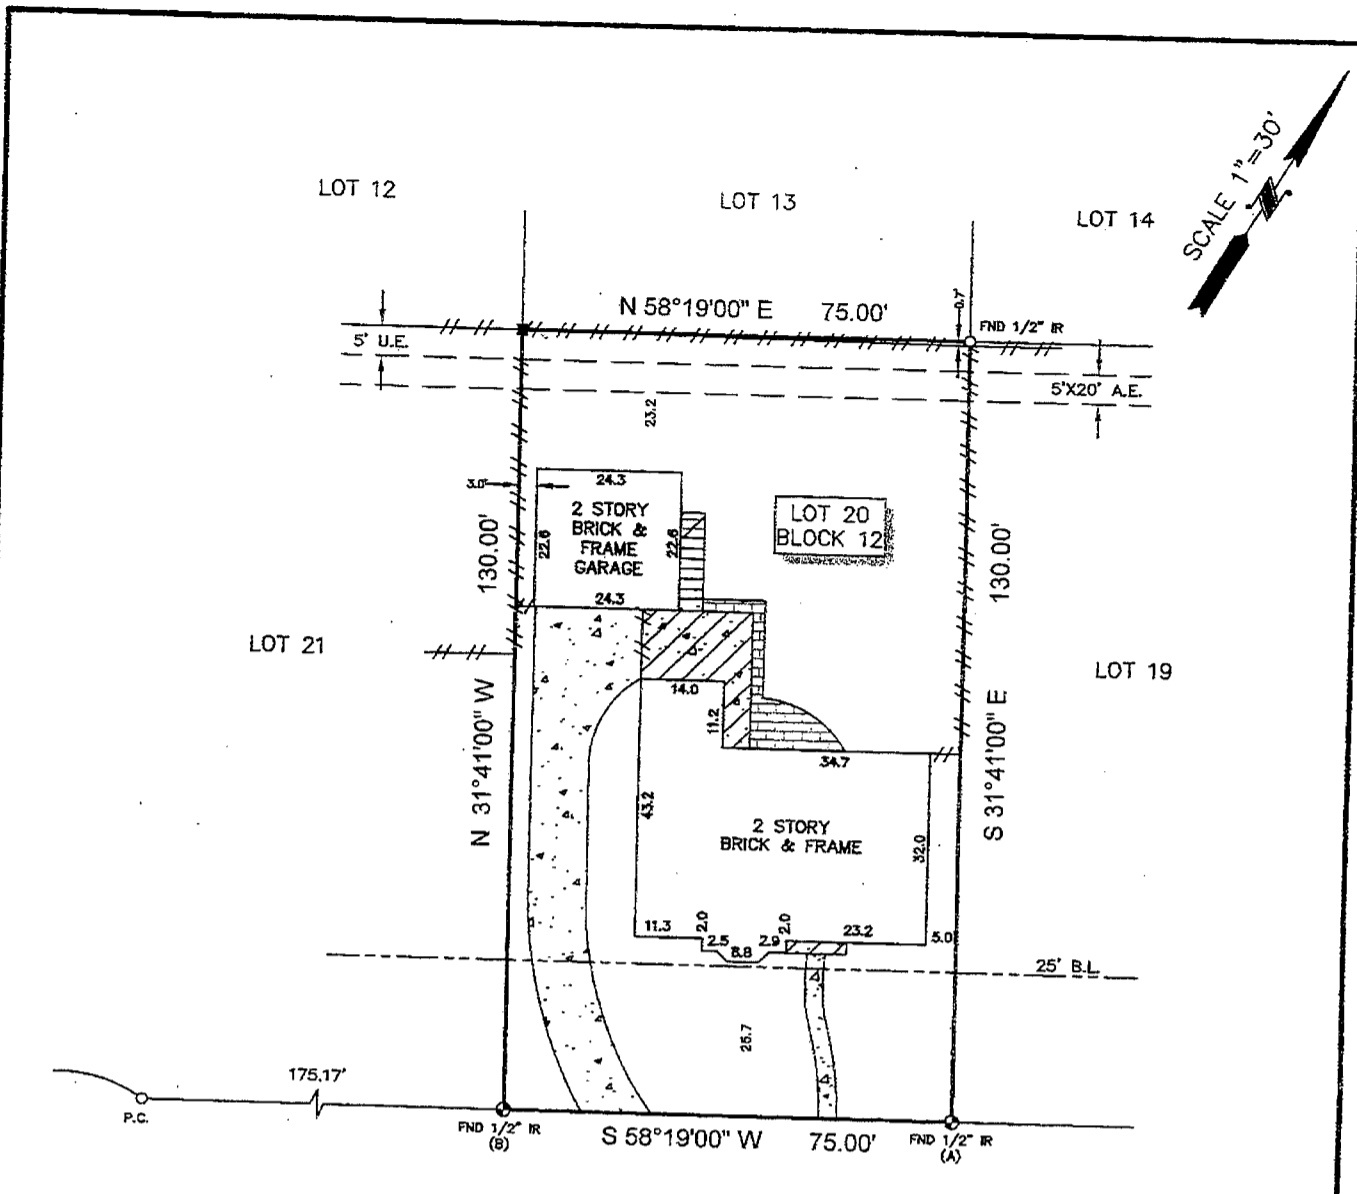 SCALE 1"=30'
LOT 12
LOT 13
LOT 14
N 58°19'00" E 75.00'
0.7'
FND 1/2" IR
5' U.E.
5'X20' A.E.
23.2
3.0'
24.3
2 STORY
BRICK &
FRAME
GARAGE
22.6
22.6
24.3
LOT 20
BLOCK 12
130.00'
130.00'
LOT 21
LOT 19
N 31°41'00" W
S 31°41'00" E
14.0
11.2
34.7
43.2
2 STORY
BRICK & FRAME
32.0
11.3
2.0
2.5
8.8
2.9
2.0
23.2
5.0
25' B.L.
25.7
175.17'
P.C.
FND 1/2" IR
(B)
S 58°19'00" W 75.00'
FND 1/2" IR
(A)